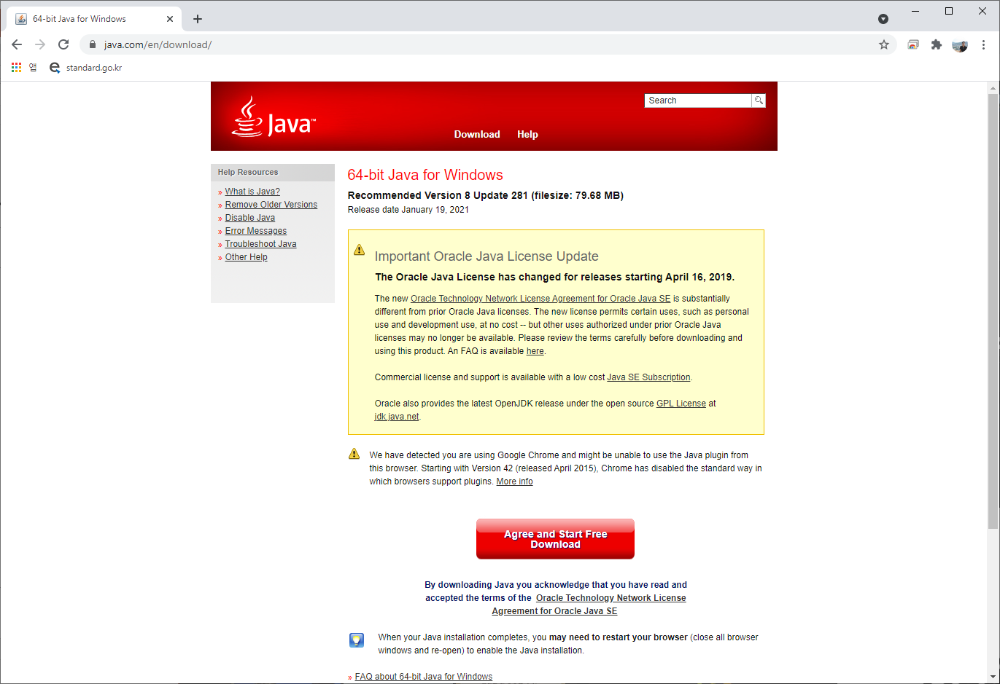 64-bit Java for Windows
java.com/en/download/
앱
standard.go.kr
Java™
Search
Download Help
Help Resources
» What is Java?
» Remove Older Versions
» Disable Java
» Error Messages
» Troubleshoot Java
» Other Help
64-bit Java for Windows
Recommended Version 8 Update 281 (filesize: 79.68 MB)
Release date January 19, 2021
Important Oracle Java License Update
The Oracle Java License has changed for releases starting April 16, 2019.
The new Oracle Technology Network License Agreement for Oracle Java SE is substantially
different from prior Oracle Java licenses. The new license permits certain uses, such as personal
use and development use, at no cost -- but other uses authorized under prior Oracle Java
licenses may no longer be available. Please review the terms carefully before downloading and
using this product. An FAQ is available here.
Commercial license and support is available with a low cost Java SE Subscription.
Oracle also provides the latest OpenJDK release under the open source GPL License at
jdk.java.net.
We have detected you are using Google Chrome and might be unable to use the Java plugin from
this browser. Starting with Version 42 (released April 2015), Chrome has disabled the standard way in
which browsers support plugins. More info
Agree and Start Free
Download
By downloading Java you acknowledge that you have read and
accepted the terms of the Oracle Technology Network License
Agreement for Oracle Java SE
When your Java installation completes, you may need to restart your browser (close all browser
windows and re-open) to enable the Java installation.
» FAQ about 64-bit Java for Windows